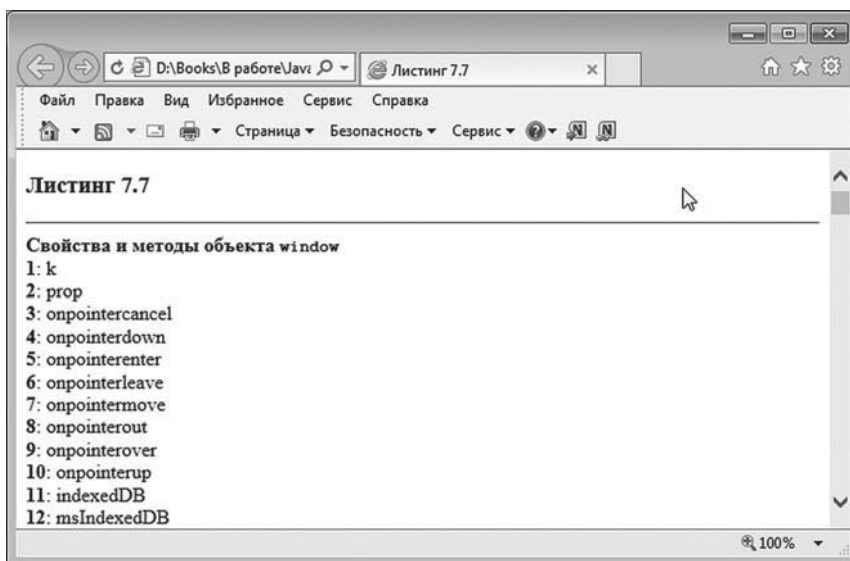 D:\Books\В работе\Java
Листинг 7.7
Файл Правка Вид Избранное Сервис Справка
Страница Безопасность Сервис
Листинг 7.7
Свойства и методы объекта window
1: k
2: prop
3: onpointercancel
4: onpointerdown
5: onpointerenter
6: onpointerleave
7: onpointermove
8: onpointerout
9: onpointerover
10: onpointerup
11: indexedDB
12: msIndexedDB
100%